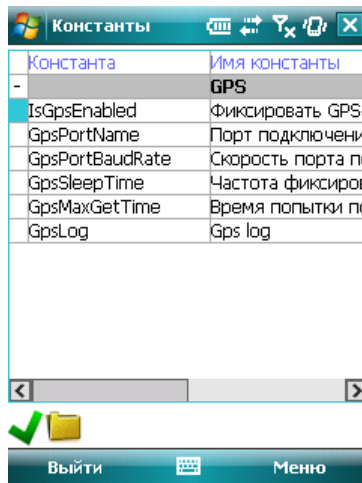 Константы
Константа Имя константы
- GPS
IsGpsEnabled Фиксировать GPS-
GpsPortName Порт подключени
GpsPortBaudRate Скорость порта п
GpsSleepTime Частота фиксиров
GpsMaxGetTime Время попытки п
GpsLog Gps log
Выйти Меню